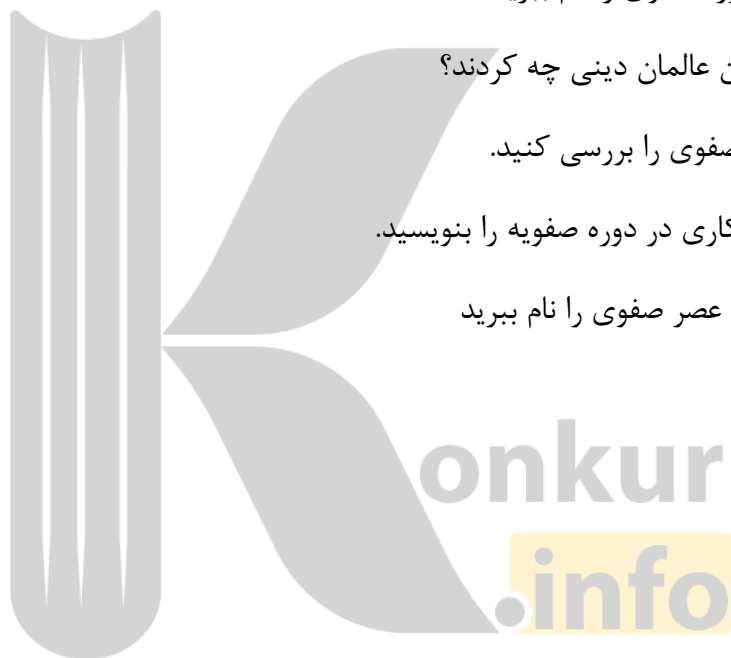 عالمان دینی چه کردند؟
صفوی را بررسی کنید.
کاری در دوره صفویه را بنویسید.
عصر صفوی را نام ببرید
Konkur
.info